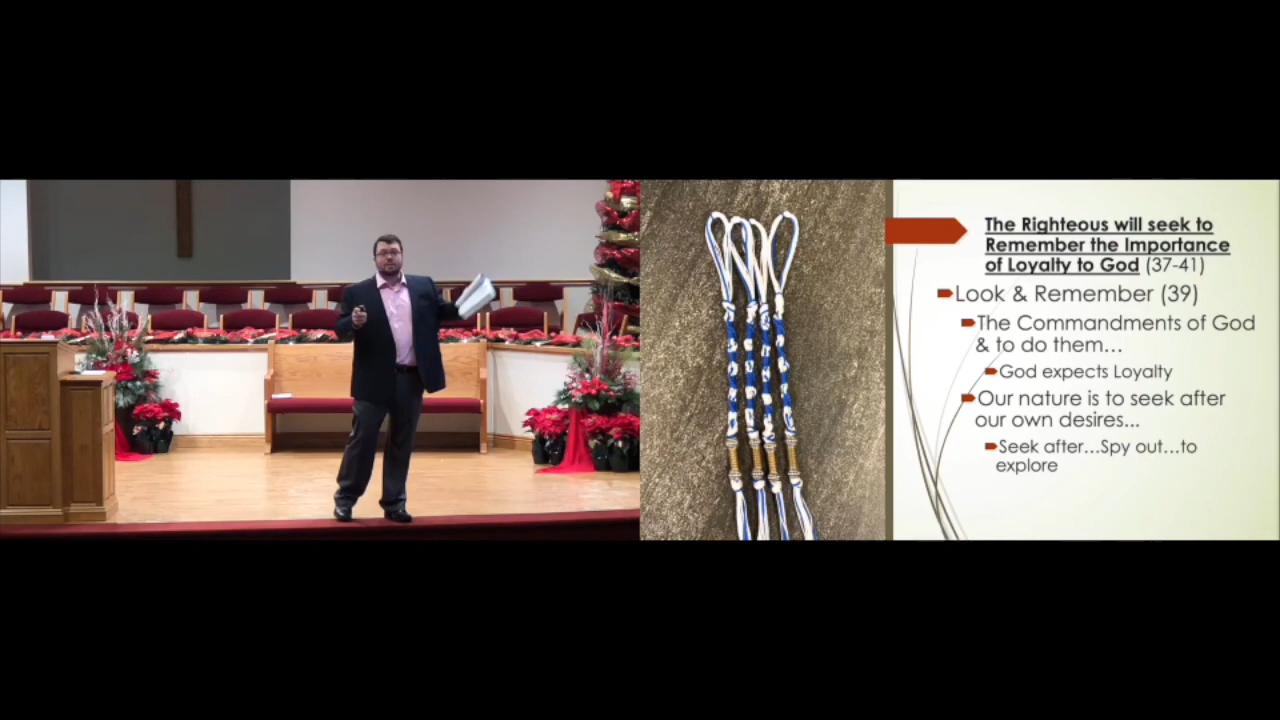 The Righteous will seek to
Remember the Importance
of Loyalty to God (37-41)
Look & Remember (39)
The Commandments of God
& to do them...
God expects Loyalty
Our nature is to seek after
our own desires...
Seek after...Spy out...to
explore